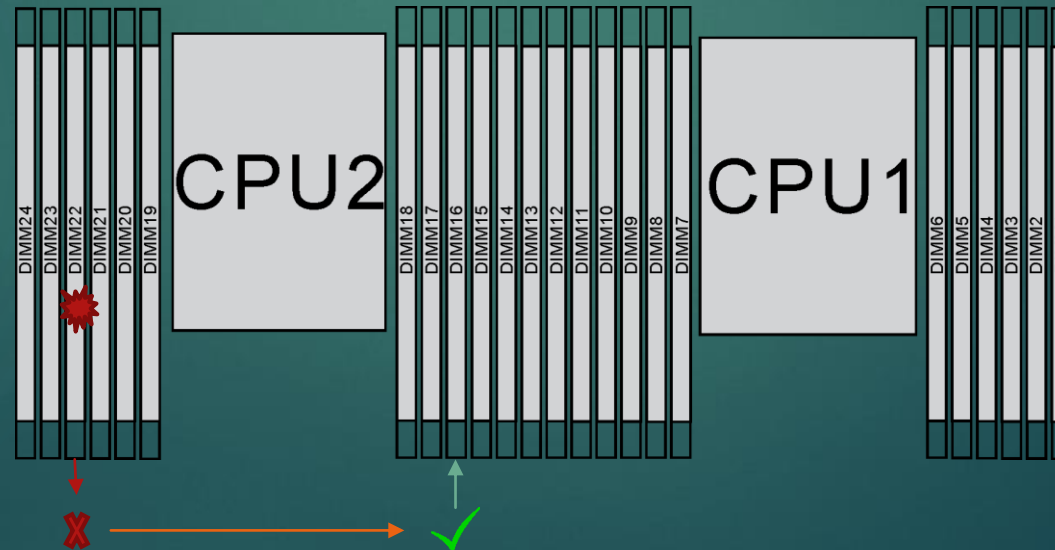 DIMM24
DIMM23
DIMM22
DIMM21
DIMM20
DIMM19
CPU2
DIMM18
DIMM17
DIMM16
DIMM15
DIMM14
DIMM13
DIMM12
DIMM11
DIMM10
DIMM9
DIMM8
DIMM7
CPU1
DIMM6
DIMM5
DIMM4
DIMM3
DIMM2